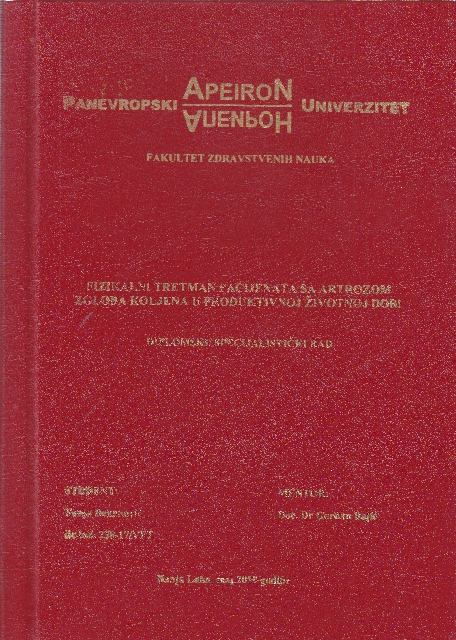 PANEVROPSKI APEIRON UNIVERZITET
АПЕИРОН
FAKULTET ZDRAVSTVENIH NAUKA
FIZIKALNI TRETMAN PACIJENATA SA ARTROZOM
ZGLOBA KOLJENA U PRODUKTIVNOJ ŽIVOTNOJ DOBI
DIPLOMSKI SPECIJALISTIČKI RAD
STUDENT: MENTOR:
Doc. Dr
Banja Luka, godine